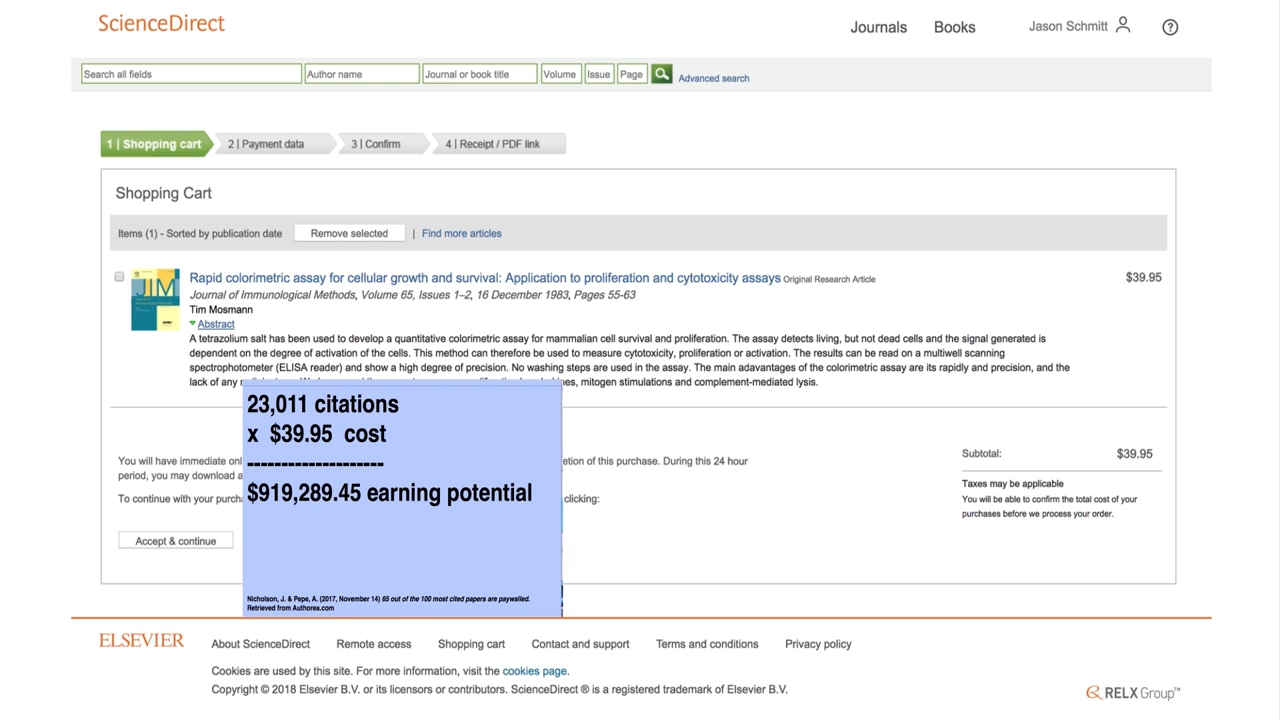 ScienceDirect
Journals Books Jason Schmitt ?
Search all fields Author name Journal or book title Volume Issue Page Advanced search
1 | Shopping cart 2 | Payment data 3 | Confirm 4 | Receipt / PDF link
Shopping Cart
Items (1) - Sorted by publication date Remove selected | Find more articles
JIM
Rapid colorimetric assay for cellular growth and survival: Application to proliferation and cytotoxicity assays Original Research Article $39.95
Journal of Immunological Methods, Volume 65, Issues 1–2, 16 December 1983, Pages 55-63
Tim Mosmann
Abstract
A tetrazolium salt has been used to develop a quantitative colorimetric assay for mammalian cell survival and proliferation. The assay detects living, but not dead cells and the signal generated is
dependent on the degree of activation of the cells. This method can therefore be used to measure cytotoxicity, proliferation or activation. The results can be read on a multiwell scanning
spectrophotometer (ELISA reader) and show a high degree of precision. No washing steps are used in the assay. The main adavantages of the colorimetric assay are its rapidly and precision, and the
lack of any mitogen stimulations and complement-mediated lysis.
23,011 citations
x $39.95 cost
--------------------
$919,289.45 earning potential
Nicholson, J. & Pepe, A. (2017, November 14) 65 out of the 100 most cited papers are paywalled.
Retrieved from Authorea.com
You will have immediate of this purchase. During this 24 hour
period, you may download
To continue with your clicking:
Accept & continue
Subtotal: $39.95
Taxes may be applicable
You will be able to confirm the total cost of your
purchases before we process your order.
ELSEVIER
About ScienceDirect Remote access Shopping cart Contact and support Terms and conditions Privacy policy
Cookies are used by this site. For more information, visit the cookies page.
Copyright © 2018 Elsevier B.V. or its licensors or contributors. ScienceDirect ® is a registered trademark of Elsevier B.V.
RELX Group™